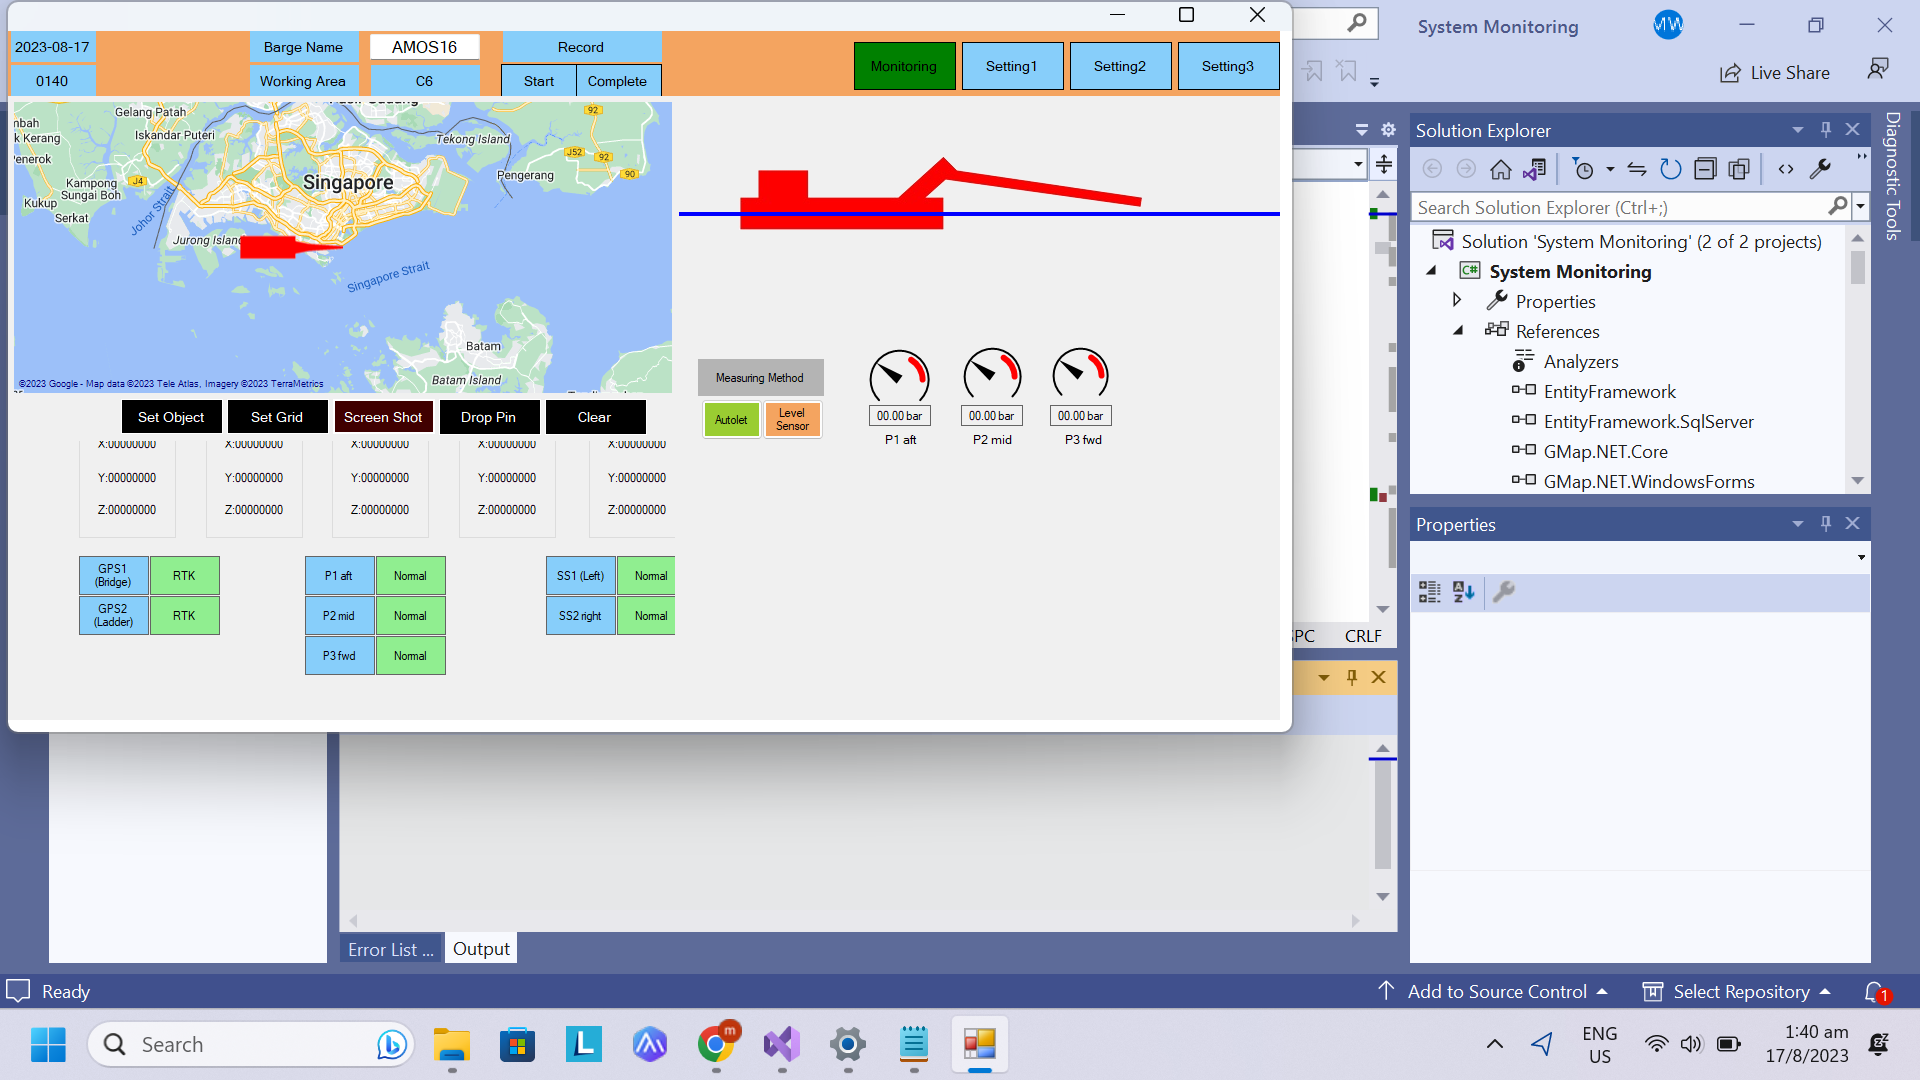 2023-08-17
Barge Name
AMOS16
Record
0140
Working Area
C6
Start
Complete
Monitoring
Setting1
Setting2
Setting3
Gelang Patah
Iskandar Puteri
Kerang
Kampong
Sungai Boh
Kukup
Serkat
J4
Johor Strait
Jurong Island
Singapore
Singapore Strait
Tekong Island
Pengerang
92
J52
92
90
Batam
Batam Island
©2023 Google - Map data ©2023 Tele Atlas, Imagery ©2023 TerraMetrics
Set Object
Set Grid
Screen Shot
Drop Pin
Clear
X:00000000
X:00000000
X:00000000
X:00000000
X:00000000
Y:00000000
Y:00000000
Y:00000000
Y:00000000
Y:00000000
Z:00000000
Z:00000000
Z:00000000
Z:00000000
Z:00000000
GPS1
(Bridge)
RTK
GPS2
(Ladder)
RTK
P1 aft
Normal
P2 mid
Normal
P3 fwd
Normal
SS1 (Left)
Normal
SS2 right
Normal
Measuring Method
Autolet
Level
Sensor
00.00 bar
00.00 bar
00.00 bar
P1 aft
P2 mid
P3 fwd
System Monitoring
MW
Live Share
Solution Explorer
Search Solution Explorer (Ctrl+;)
Solution 'System Monitoring' (2 of 2 projects)
C# System Monitoring
Properties
References
Analyzers
EntityFramework
EntityFramework.SqlServer
GMap.NET.Core
GMap.NET.WindowsForms
Properties
Diagnostic Tools
CRLF
Error List ...
Output
Ready
Add to Source Control
Select Repository
1
Search
L
m
ENG
US
1:40 am
17/8/2023